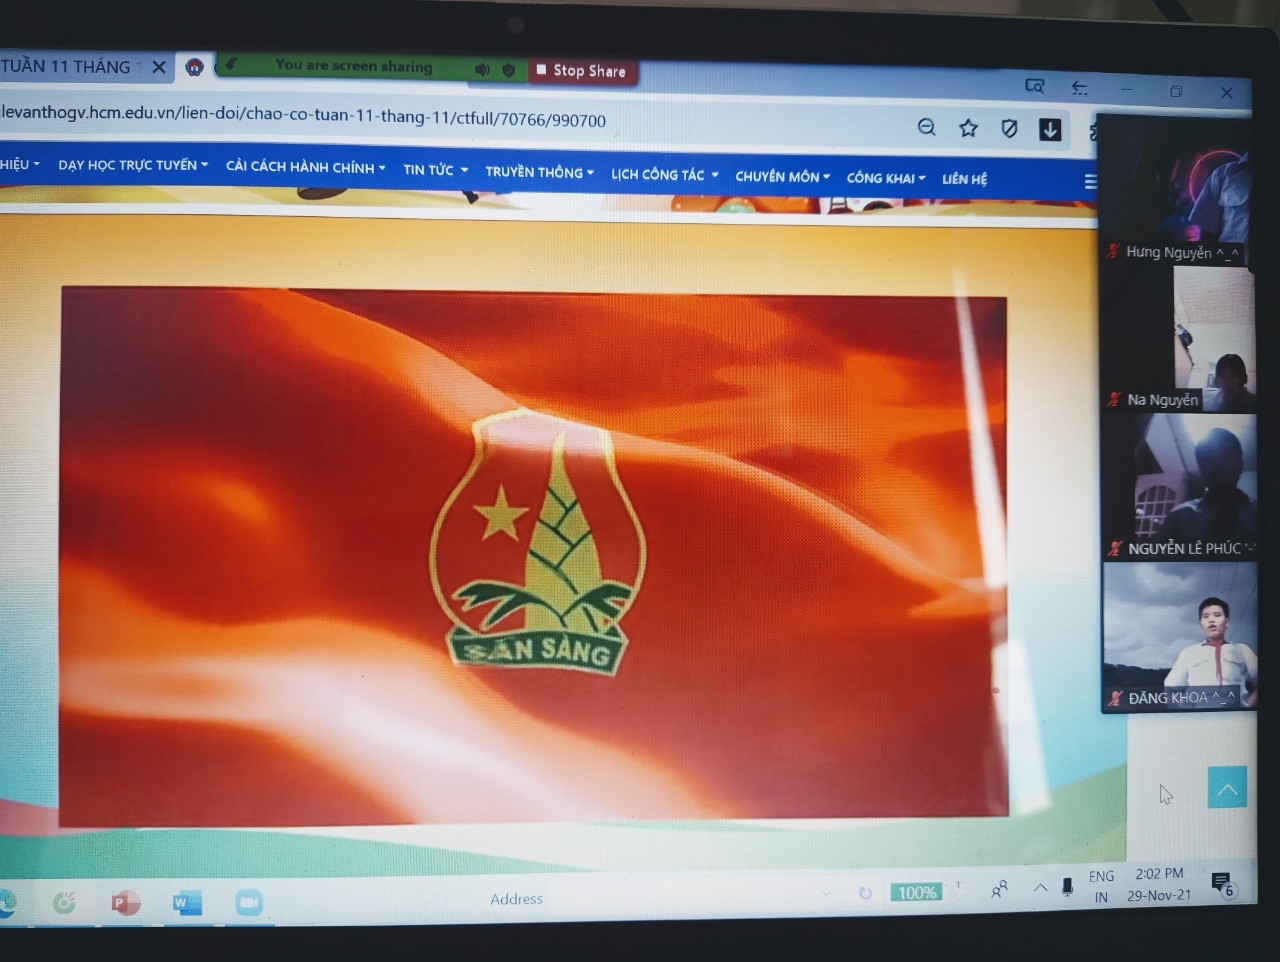 TUẦN 11 THÁNG 1
You are screen sharing
Stop Share
levanthogv.hcm.edu.vn/lien-doi/chao-co-tuan-11-thang-11/ctfull/70766/990700
HIỆU DẠY HỌC TRỰC TUYẾN CẢI CÁCH HÀNH CHÍNH TIN TỨC TRUYỀN THÔNG LỊCH CÔNG TÁC CHUYÊN MÔN CÔNG KHAI LIÊN HỆ
Hưng Nguyễn ^_^
Na Nguyễn
NGUYỄN LÊ PHÚC '-'
ĐĂNG KHOA ^_^
SẴN SÀNG
Address
100%
ENG
IN
2:02 PM
29-Nov-21
6